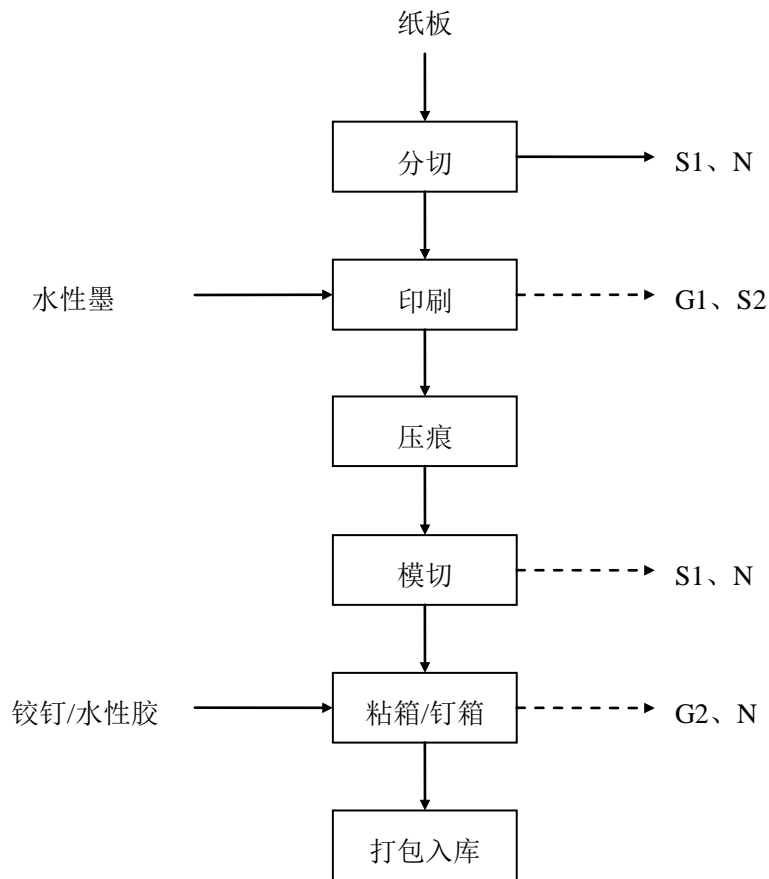 纸板
分切
S1、N
水性墨
印刷
G1、S2
压痕
模切
S1、N
铰钉/水性胶
粘箱/钉箱
G2、N
打包入库